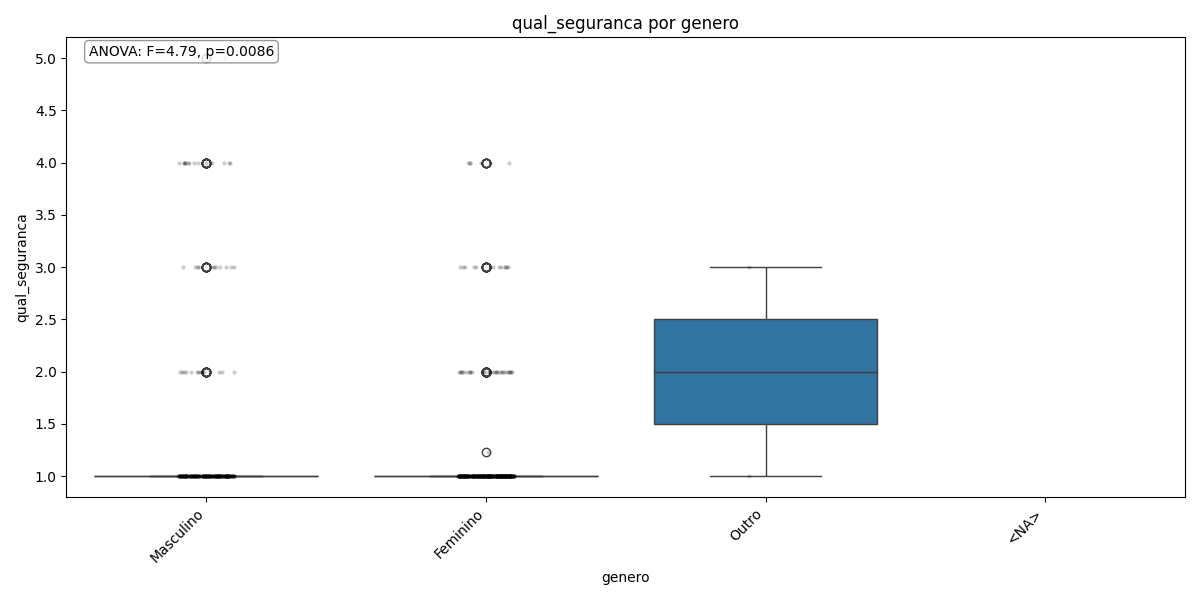 qual_seguranca por genero
ANOVA: F=4.79, p=0.0086
5.0
4.5
4.0
3.5
3.0
2.5
2.0
1.5
1.0
qual_seguranca
Masculino
Feminino
Outro
<NA>
genero